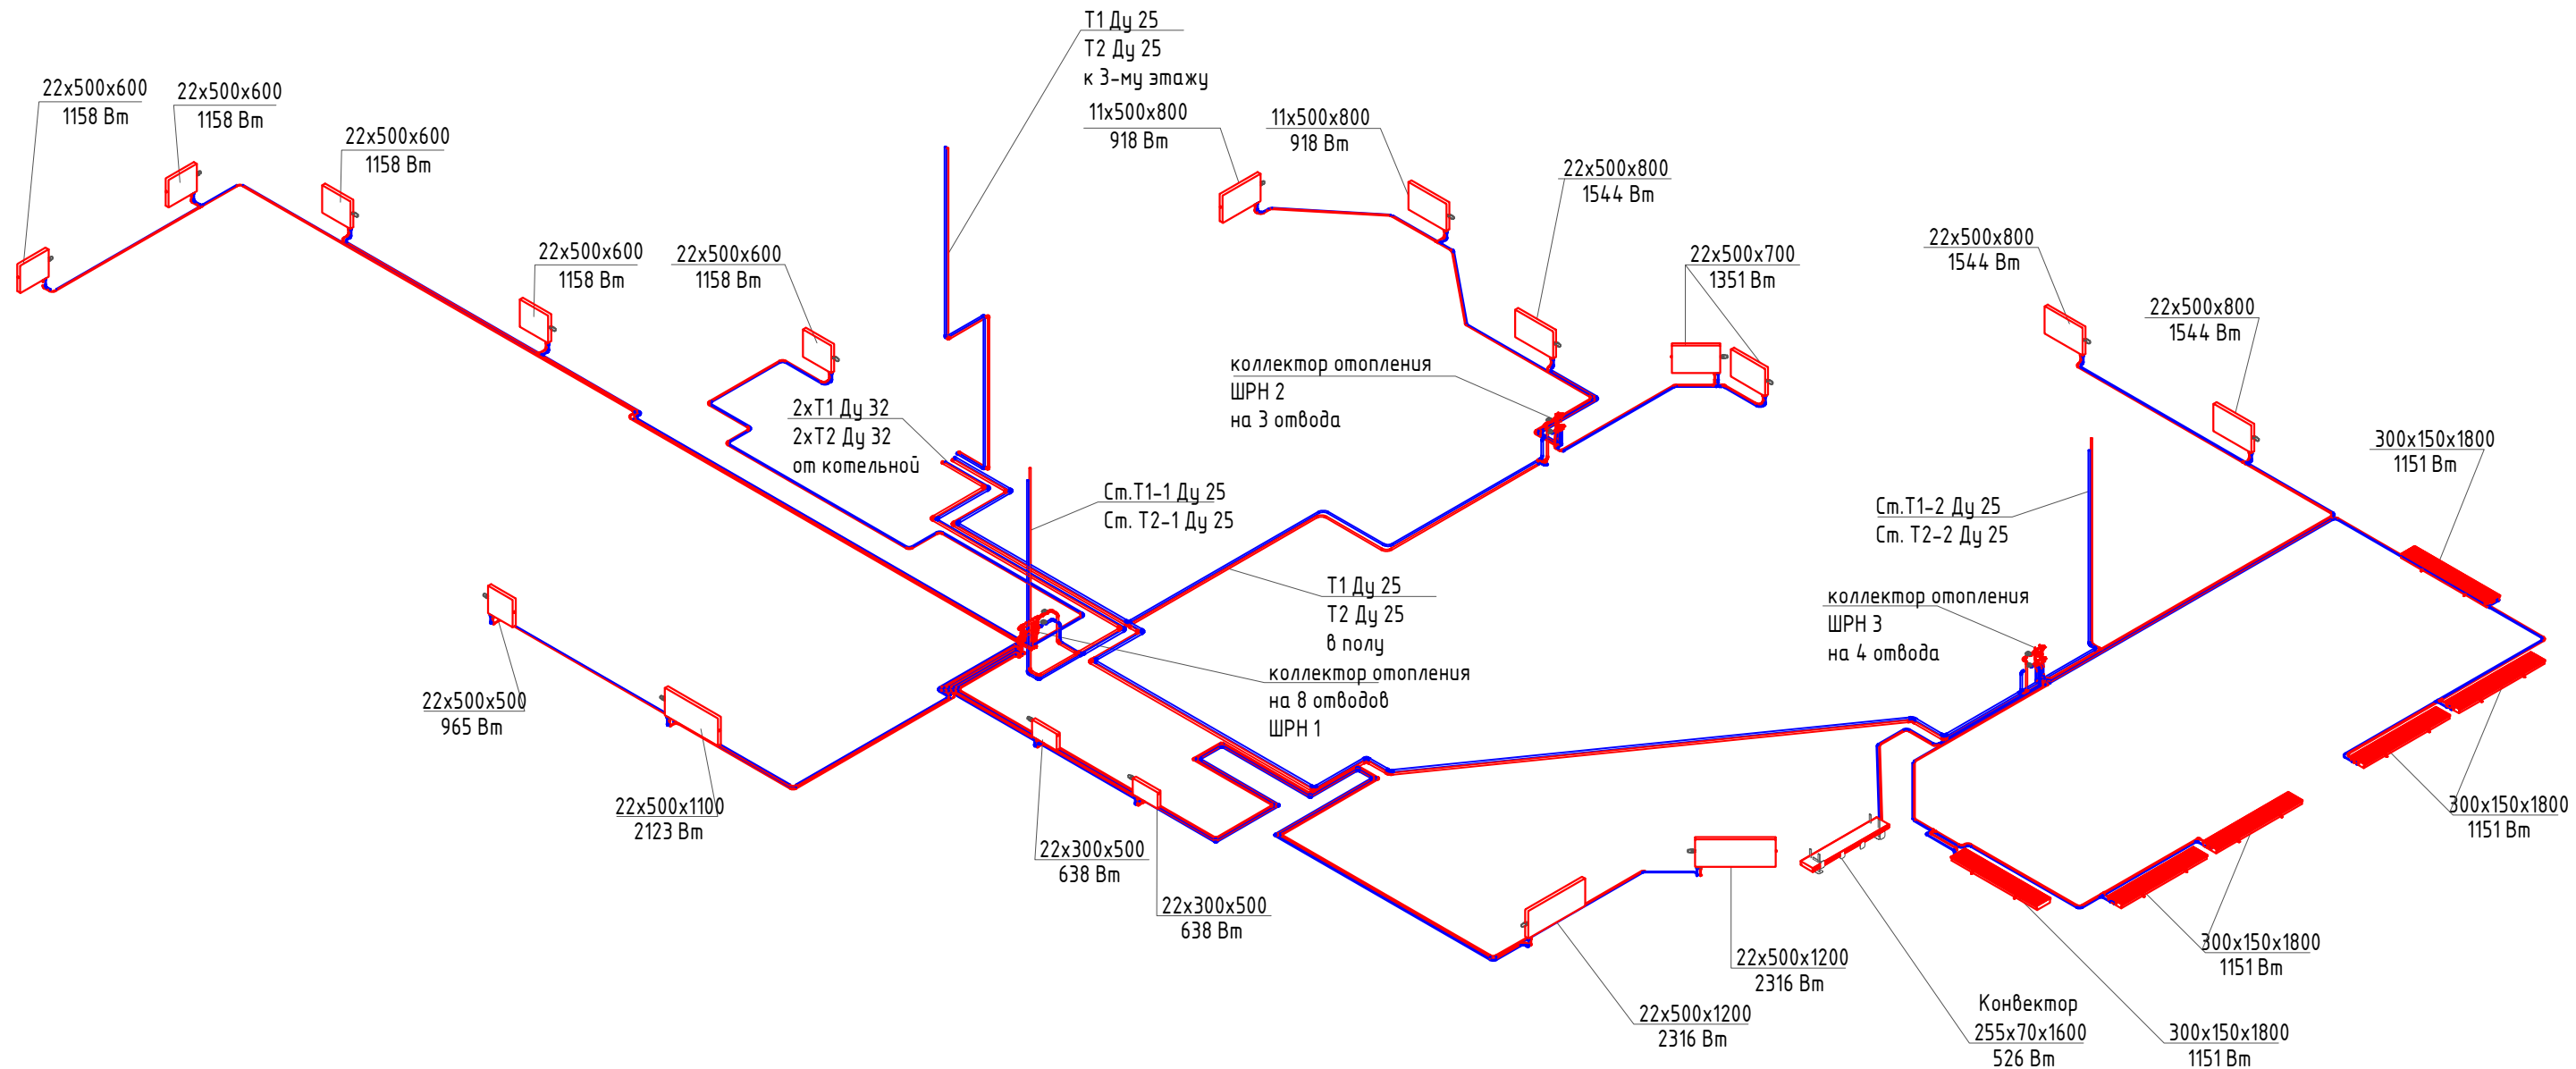 Т1 Ду 25
Т2 Ду 25
к 3-му этажу
22х500х600
1158 Вт
22х500х600
1158 Вт
22х500х600
1158 Вт
22х500х600
1158 Вт
22х500х600
1158 Вт
11х500х800
918 Вт
11х500х800
918 Вт
22х500х800
1544 Вт
22х500х700
1351 Вт
22х500х800
1544 Вт
22х500х800
1544 Вт
300х150х1800
1151 Вт
2хТ1 Ду 32
2хТ2 Ду 32
от котельной
коллектор отопления
ШРН 2
на 3 отвода
Ст.Т1-1 Ду 25
Ст. Т2-1 Ду 25
Ст.Т1-2 Ду 25
Ст. Т2-2 Ду 25
Т1 Ду 25
Т2 Ду 25
в полу
коллектор отопления
на 8 отводов
ШРН 1
коллектор отопления
ШРН 3
на 4 отвода
22х500х500
965 Вт
22х500х1100
2123 Вт
22х300х500
638 Вт
22х300х500
638 Вт
300х150х1800
1151 Вт
300х150х1800
1151 Вт
22х500х1200
2316 Вт
22х500х1200
2316 Вт
Конвектор
255х70х1600
526 Вт
300х150х1800
1151 Вт